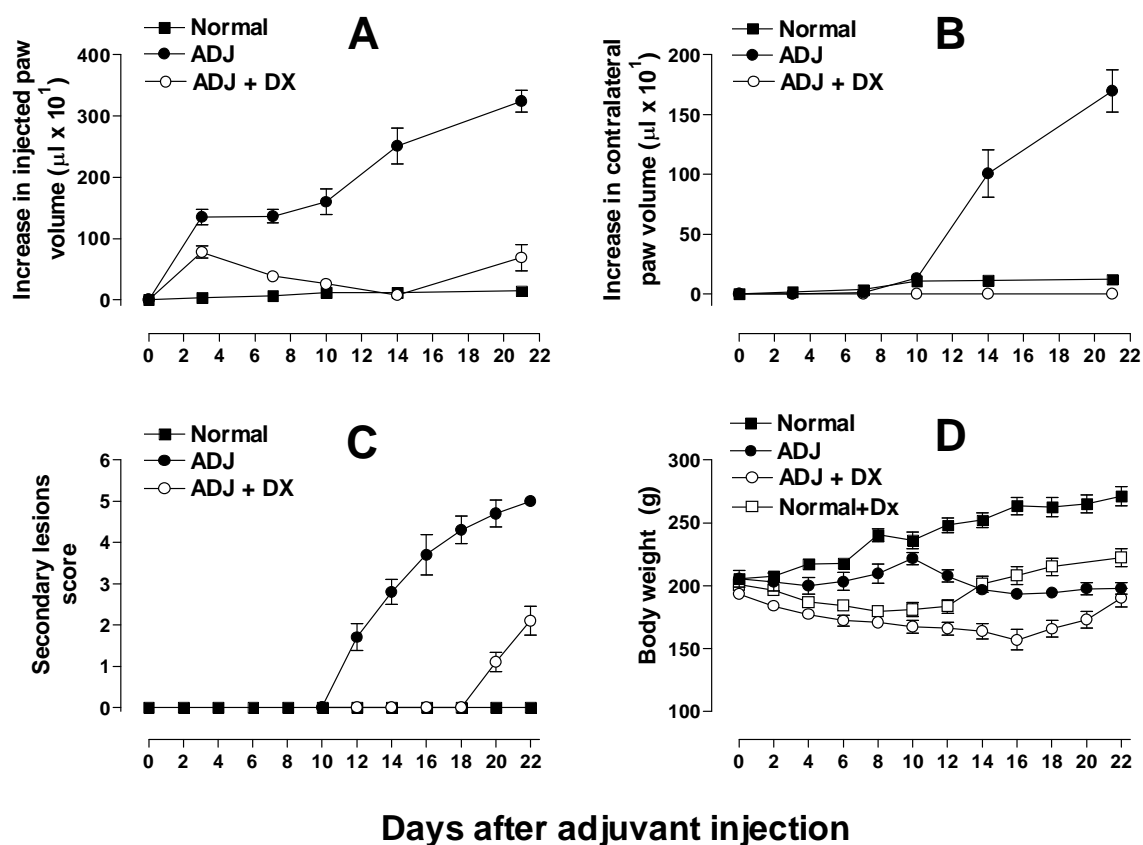 Normal
ADJ
ADJ + DX
A
Increase in injected paw
volume (μl x 10¹)
400
300
200
100
0
0 2 4 6 8 10 12 14 16 18 20 22
Normal
ADJ
ADJ + DX
B
Increase in contralateral
paw volume (μl x 10¹)
200
150
100
50
0
0 2 4 6 8 10 12 14 16 18 20 22
Normal
ADJ
ADJ + DX
C
Secondary lesions
score
6
5
4
3
2
1
0
0 2 4 6 8 10 12 14 16 18 20 22
Normal
ADJ
ADJ + DX
Normal+Dx
D
Body weight (g)
300
250
200
150
100
0 2 4 6 8 10 12 14 16 18 20 22
Days after adjuvant injection